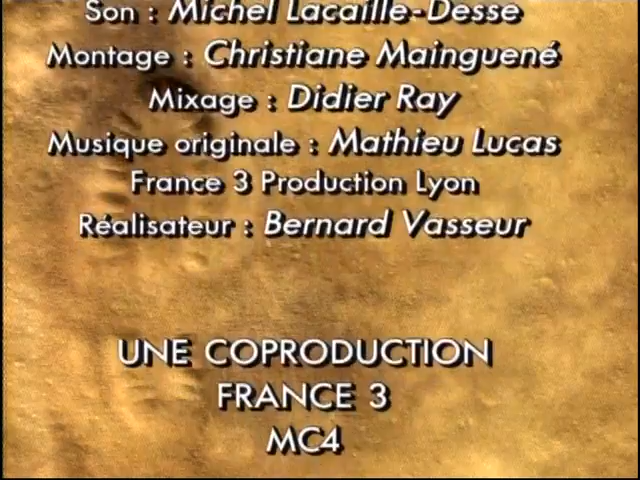 Son : Michel Lacaille-Desse
Montage : Christiane Mainguené
Mixage : Didier Ray
Musique originale : Mathieu Lucas
France 3 Production Lyon
Réalisateur : Bernard Vasseur
UNE COPRODUCTION
FRANCE 3
MC4